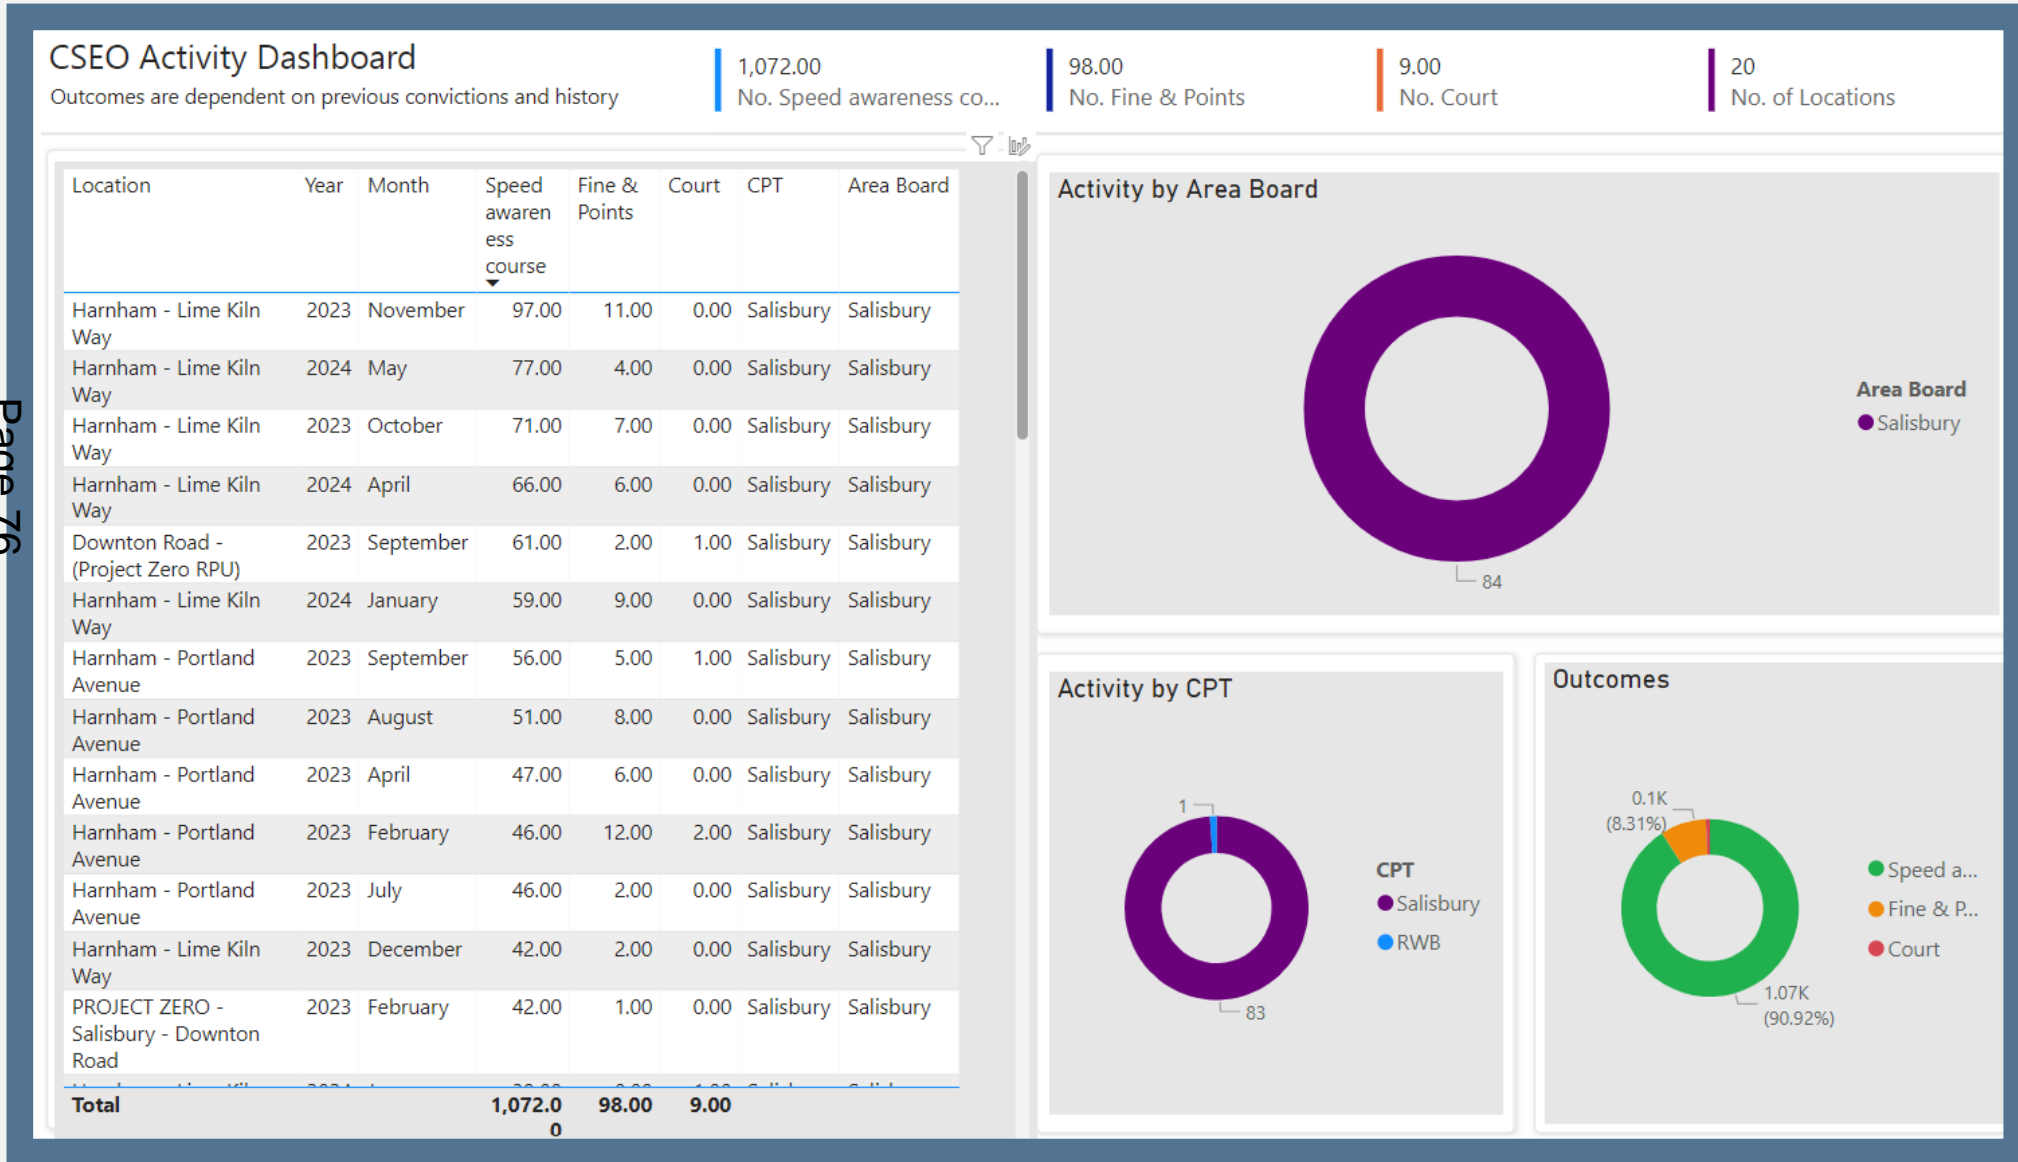 CSEO Activity Dashboard
Outcomes are dependent on previous convictions and history
1,072.00
No. Speed awareness co...
98.00
No. Fine & Points
9.00
No. Court
20
No. of Locations
Location Year Month Speed awaren ess course Fine & Points Court CPT Area Board
Harnham - Lime Kiln Way 2023 November 97.00 11.00 0.00 Salisbury Salisbury
Harnham - Lime Kiln Way 2024 May 77.00 4.00 0.00 Salisbury Salisbury
Harnham - Lime Kiln Way 2023 October 71.00 7.00 0.00 Salisbury Salisbury
Harnham - Lime Kiln Way 2024 April 66.00 6.00 0.00 Salisbury Salisbury
Downton Road - (Project Zero RPU) 2023 September 61.00 2.00 1.00 Salisbury Salisbury
Harnham - Lime Kiln Way 2024 January 59.00 9.00 0.00 Salisbury Salisbury
Harnham - Portland Avenue 2023 September 56.00 5.00 1.00 Salisbury Salisbury
Harnham - Portland Avenue 2023 August 51.00 8.00 0.00 Salisbury Salisbury
Harnham - Portland Avenue 2023 April 47.00 6.00 0.00 Salisbury Salisbury
Harnham - Portland Avenue 2023 February 46.00 12.00 2.00 Salisbury Salisbury
Harnham - Portland Avenue 2023 July 46.00 2.00 0.00 Salisbury Salisbury
Harnham - Lime Kiln Way 2023 December 42.00 2.00 0.00 Salisbury Salisbury
PROJECT ZERO - Salisbury - Downton Road 2023 February 42.00 1.00 0.00 Salisbury Salisbury
Total 1,072.0 0 98.00 9.00
Activity by Area Board
84
Area Board
Salisbury
Activity by CPT
1
83
CPT
Salisbury
RWB
Outcomes
0.1K
(8.31%)
1.07K
(90.92%)
Speed a...
Fine & P...
Court
Page 76